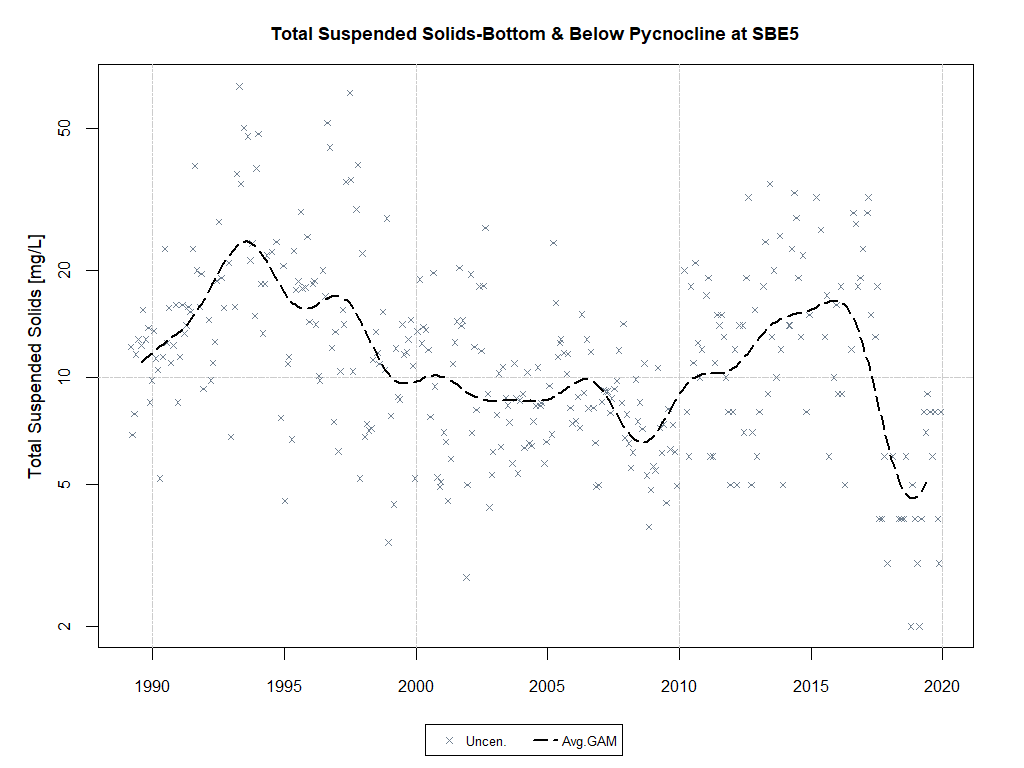 Total Suspended Solids-Bottom & Below Pycnocline at SBE5
Total Suspended Solids [mg/L]
50
20
10
5
2
1990 1995 2000 2005 2010 2015 2020
Uncen. Avg.GAM